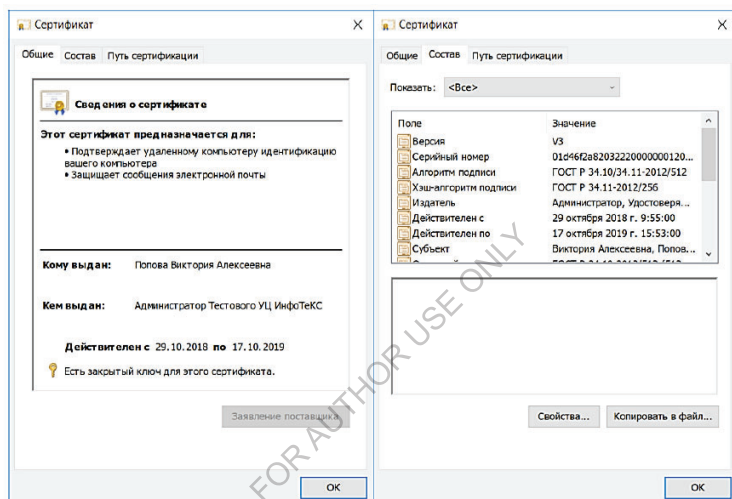 Сертификат
Общие Состав Путь сертификации
Сведения о сертификате
Этот сертификат предназначается для:
• Подтверждает удаленному компьютеру идентификацию
вашего компьютера
• Защищает сообщения электронной почты
Кому выдан: Попова Виктория Алексеевна
Кем выдан: Администратор Тестового УЦ ИнфоТеКС
Действителен с 29.10.2018 по 17.10.2019
Есть закрытый ключ для этого сертификата.
Заявление поставщика
ОК
Сертификат
Общие Состав Путь сертификации
Показать: <Все>
Поле Значение
Версия V3
Серийный номер 01d46f2a82032220000000120...
Алгоритм подписи ГОСТ Р 34.10/34.11-2012/512
Хэш-алгоритм подписи ГОСТ Р 34.11-2012/256
Издатель Администратор, Удостоверя...
Действителен с 29 октября 2018 г. 9:55:00
Действителен по 17 октября 2019 г. 15:53:00
Субъект Виктория Алексеевна, Попов...
Свойства... Копировать в файл...
ОК
FOR AUTHOR USE ONLY